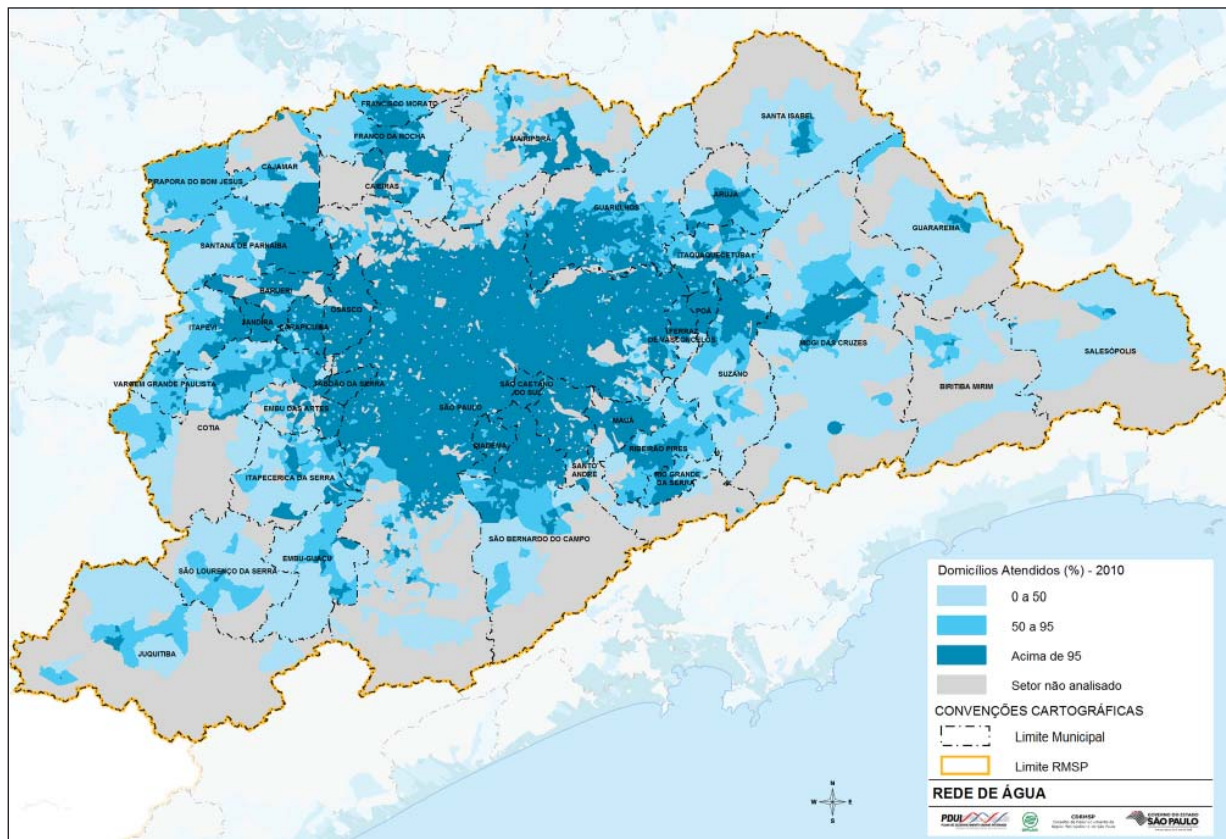 FRANCISCO MORATO
FRANCO DA ROCHA
MAIRIPORÃ
SANTA ISABEL
CAJAMAR
PIRAPORA DO BOM JESUS
CAIEIRAS
ARUJÁ
GUARULHOS
GUARAREMA
SANTANA DE PARNAÍBA
ITAQUAQUECETUBA
BARUERI
OSASCO
POÁ
ITAPEVI
JANDIRA
CARAPICUÍBA
FERRAZ
DE VASCONCELOS
MOGI DAS CRUZES
SALESÓPOLIS
SUZANO
VARGEM GRANDE PAULISTA
TABOÃO DA SERRA
SÃO CAETANO
DO SUL
BIRITIBA MIRIM
EMBU DAS ARTES
SÃO PAULO
MAUÁ
COTIA
DIADEMA
RIBEIRÃO PIRES
ITAPECERICA DA SERRA
SANTO
ANDRÉ
RIO GRANDE
DA SERRA
SÃO BERNARDO DO CAMPO
EMBU-GUAÇU
SÃO LOURENÇO DA SERRA
JUQUITIBA
Domicílios Atendidos (%) - 2010
0 a 50
50 a 95
Acima de 95
Setor não analisado
CONVENÇÕES CARTOGRÁFICAS
Limite Municipal
Limite RMSP
N
W E
S
REDE DE ÁGUA
PDUI
CDRMSP
GOVERNO DO ESTADO
SÃO PAULO